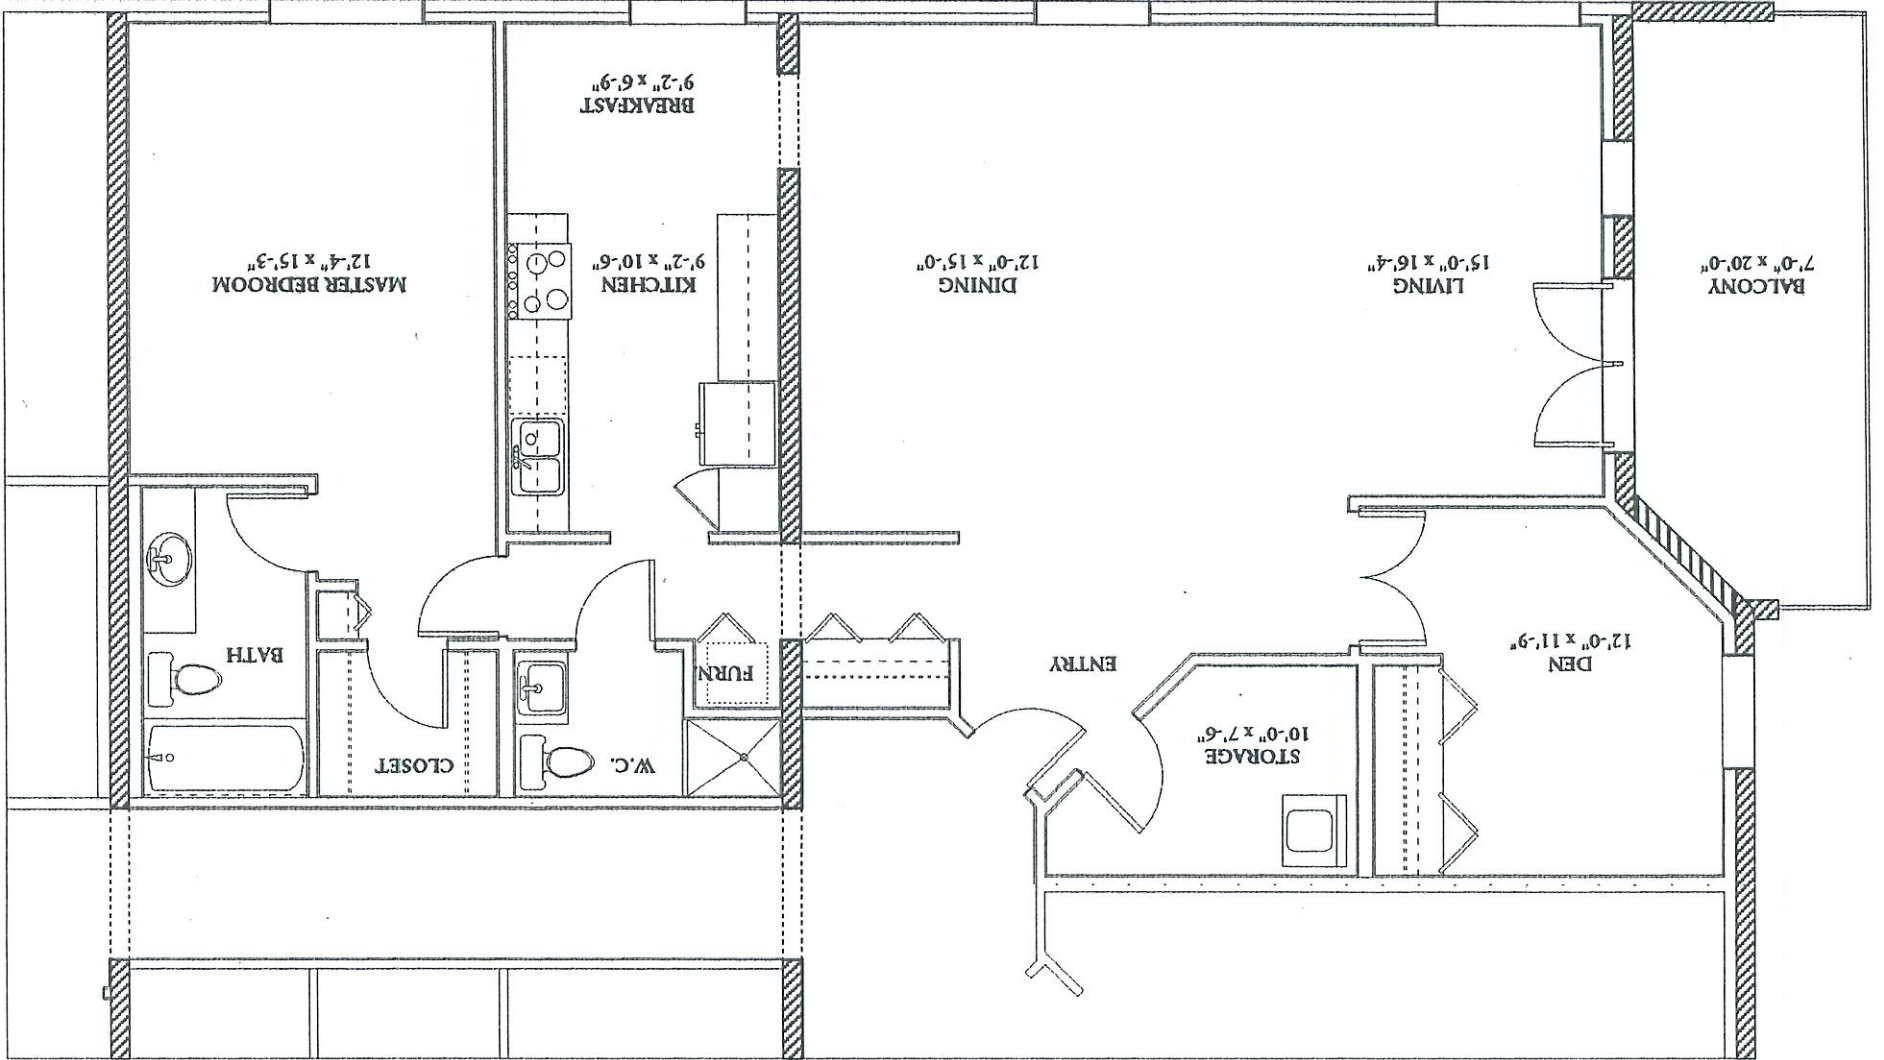 W.C.
CLOSET
STORAGE
10'-0" x 7'-6"
FURN
DEN
12'-0" x 11'-9"
ENTRY
BATH
BALCONY
7'-0" x 20'-0"
LIVING
15'-0" x 16'-4"
DINING
12'-0" x 15'-0"
KITCHEN
9'-2" x 10'-6"
MASTER BEDROOM
12'-4" x 15'-3"
BREAKFAST
9'-2" x 6'-9"